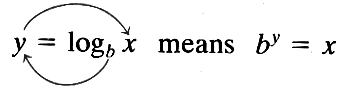 y = log_b x means b^y = x